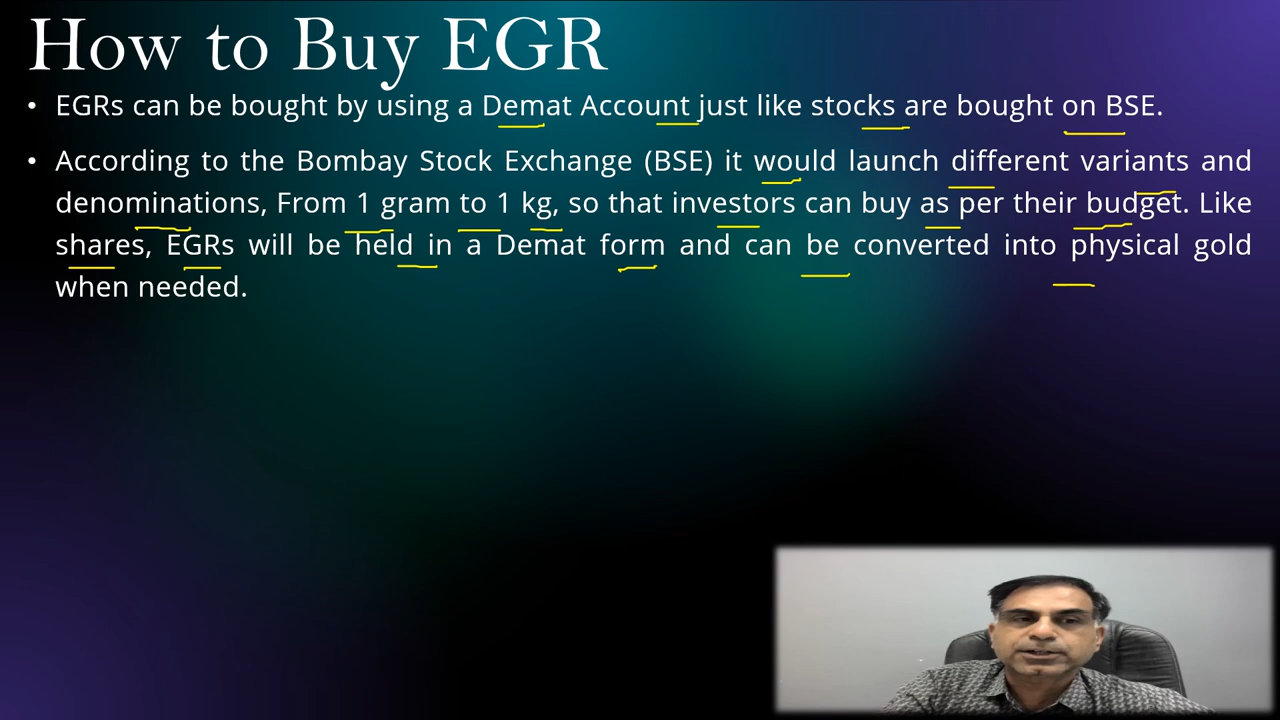 How to Buy EGR
• EGRs can be bought by using a Demat Account just like stocks are bought on BSE.
• According to the Bombay Stock Exchange (BSE) it would launch different variants and
denominations, From 1 gram to 1 kg, so that investors can buy as per their budget. Like
shares, EGRs will be held in a Demat form and can be converted into physical gold
when needed.